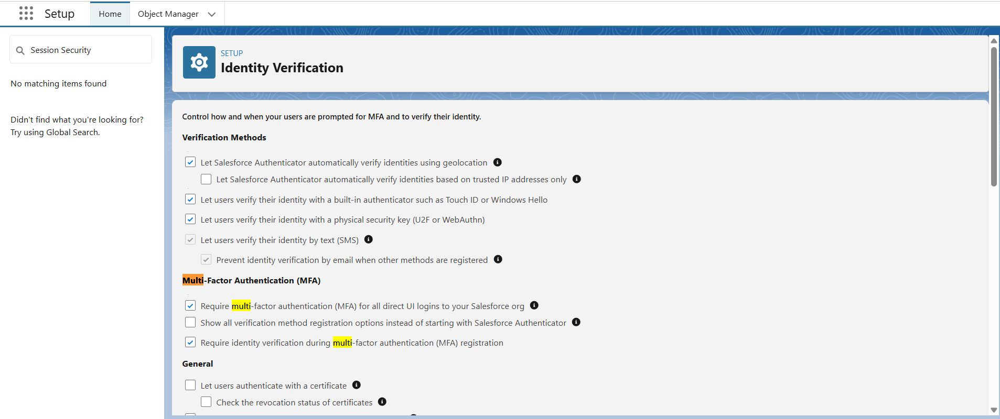 Setup
Home
Object Manager
Session Security
No matching items found
Didn't find what you're looking for?
Try using Global Search.
SETUP
Identity Verification
Control how and when your users are prompted for MFA and to verify their identity.
Verification Methods
Let Salesforce Authenticator automatically verify identities using geolocation
Let Salesforce Authenticator automatically verify identities based on trusted IP addresses only
Let users verify their identity with a built-in authenticator such as Touch ID or Windows Hello
Let users verify their identity with a physical security key (U2F or WebAuthn)
Let users verify their identity by text (SMS)
Prevent identity verification by email when other methods are registered
Multi-Factor Authentication (MFA)
Require multi-factor authentication (MFA) for all direct UI logins to your Salesforce org
Show all verification method registration options instead of starting with Salesforce Authenticator
Require identity verification during multi-factor authentication (MFA) registration
General
Let users authenticate with a certificate
Check the revocation status of certificates